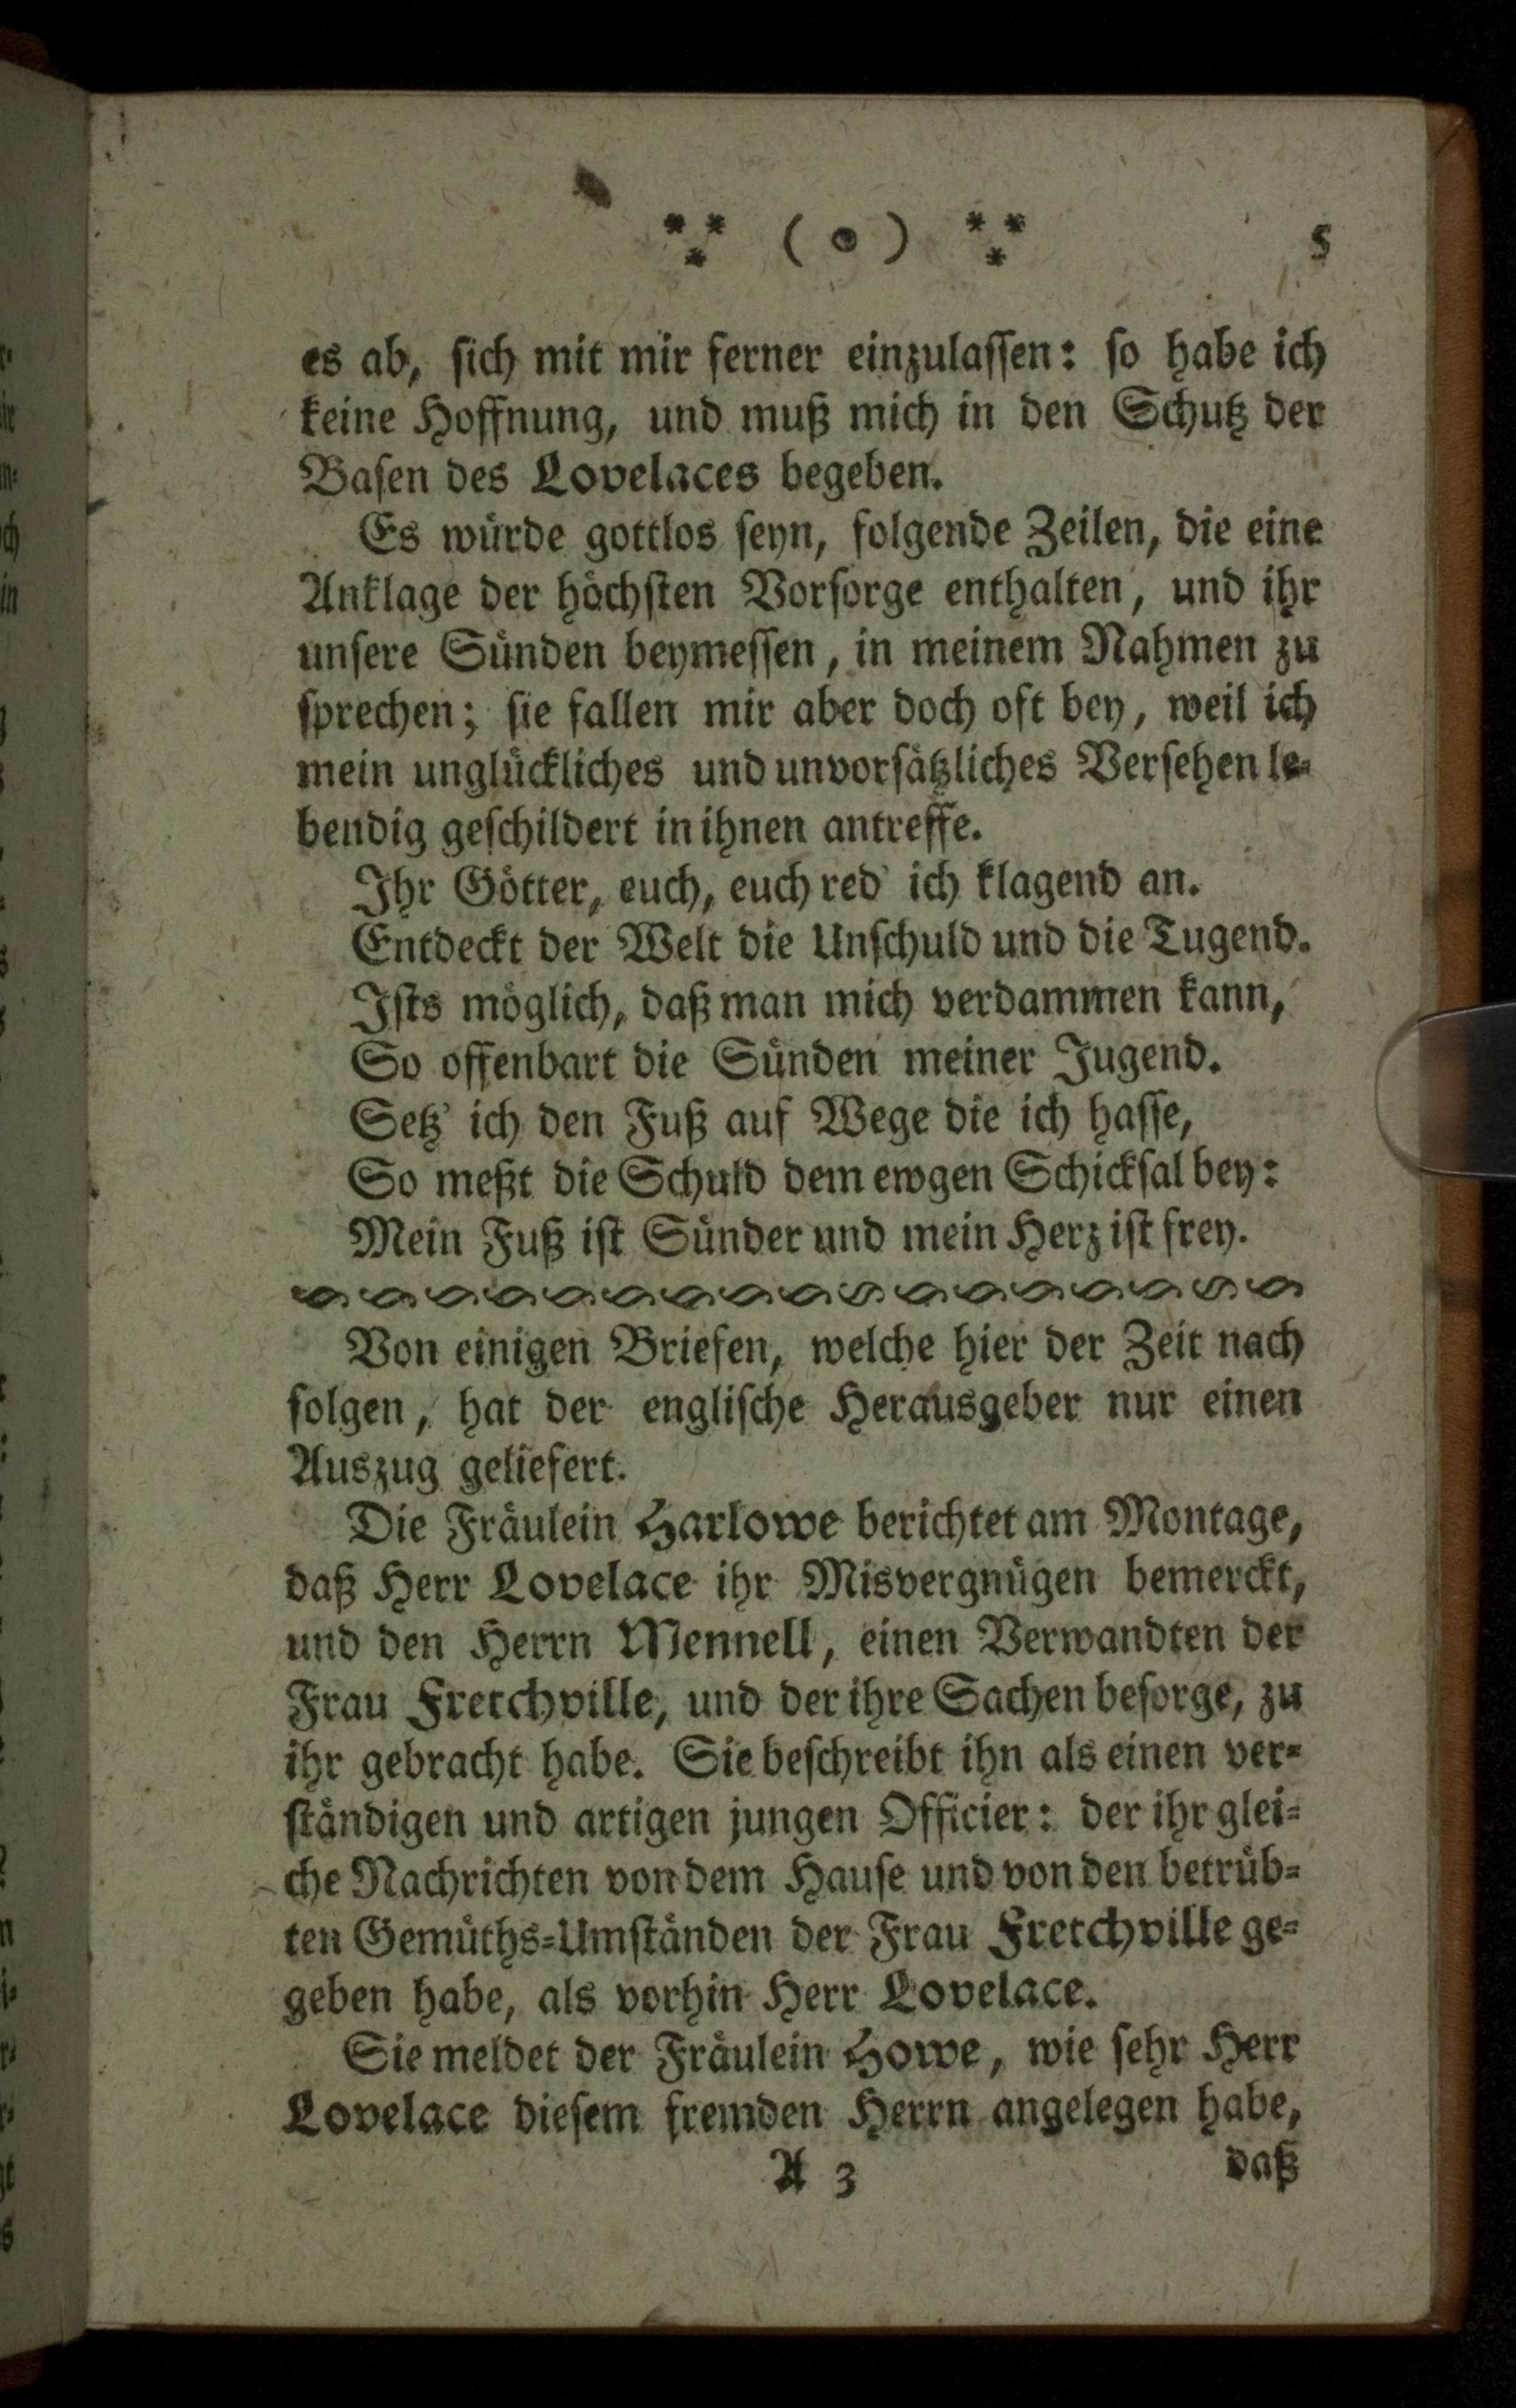 5
es ab, sich mit mir ferner einzulassen: so habe ich
keine Hoffnung, und muß mich in den Schutz der
Basen des Lovelaces begeben.
Es würde gottlos seyn, folgende Zeilen, die eine
Anklage der höchsten Vorsorge enthalten, und ihr
unsere Sünden beymessen, in meinem Nahmen zu
sprechen; sie fallen mir aber doch oft bey, weil ich
mein unglückliches und unvorsätzliches Versehen le-
bendig geschildert in ihnen antreffe.
Ihr Götter, euch, euch red' ich klagend an.
Entdeckt der Welt die Unschuld und die Tugend.
Ists möglich, daß man mich verdammen kann,
So offenbart die Sünden meiner Jugend.
Setz' ich den Fuß auf Wege die ich hasse,
So meßt die Schuld dem ewgen Schicksal bey:
Mein Fuß ist Sünder und mein Herz ist frey.
Von einigen Briefen, welche hier der Zeit nach
folgen, hat der englische Herausgeber nur einen
Auszug geliefert.
Die Fräulein Harlowe berichtet am Montage,
daß Herr Lovelace ihr Misvergnügen bemerckt,
und den Herrn Mennell, einen Verwandten der
Frau Fretchville, und der ihre Sachen besorge, zu
ihr gebracht habe. Sie beschreibt ihn als einen ver-
ständigen und artigen jungen Officier: der ihr glei-
che Nachrichten von dem Hause und von den betrüb-
ten Gemüths-Umständen der Frau Fretchville ge-
geben habe, als vorhin Herr Lovelace.
Sie meldet der Fräulein Howe, wie sehr Herr
Lovelace diesem fremden Herrn angelegen habe,
A 3 daß